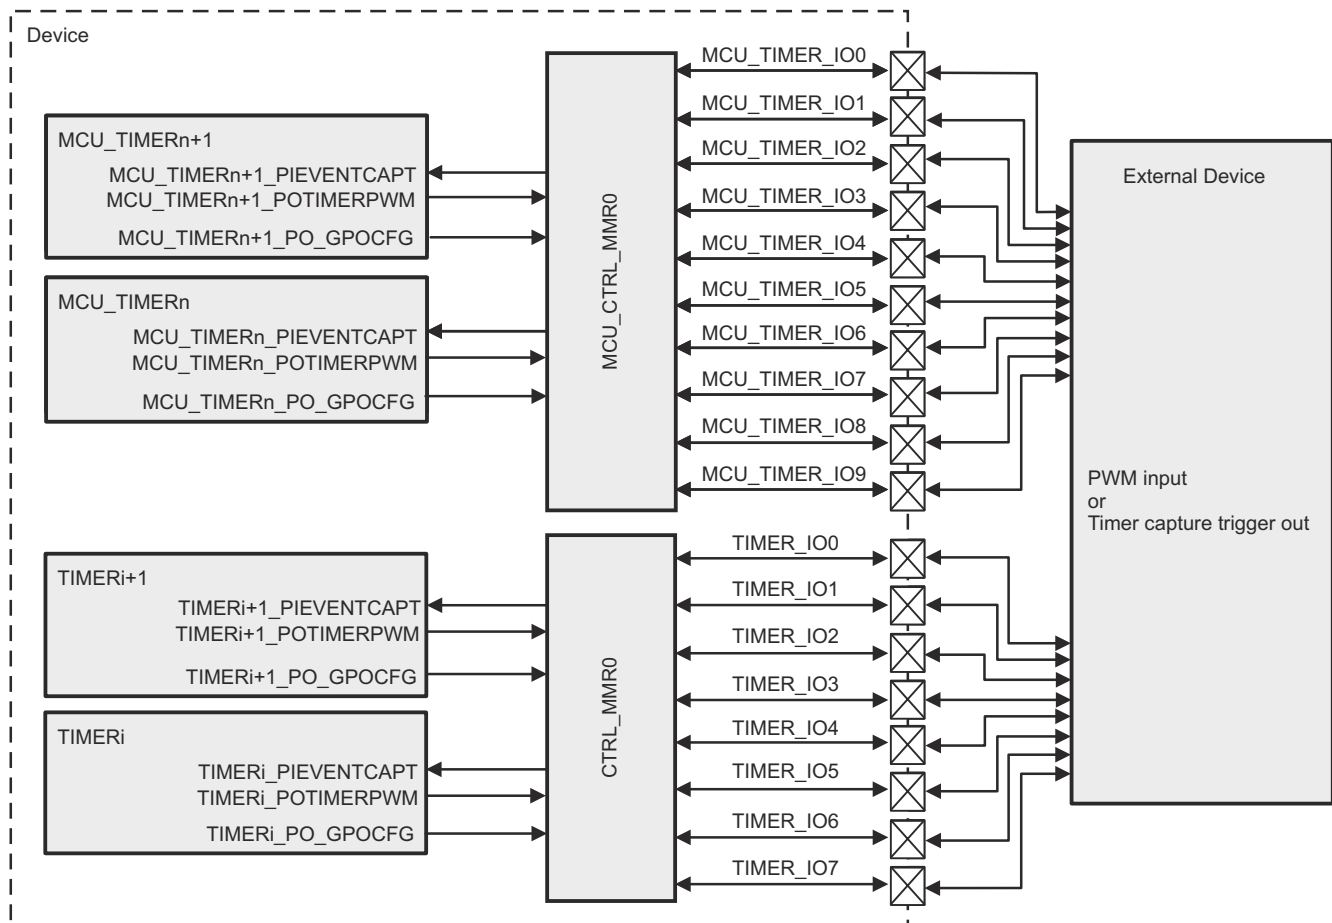 Device
MCU_TIMERn+1
MCU_TIMERn+1_PIEVENTCAPT
MCU_TIMERn+1_POTIMERPWM
MCU_TIMERn+1_PO_GPOCFG
MCU_TIMERn
MCU_TIMERn_PIEVENTCAPT
MCU_TIMERn_POTIMERPWM
MCU_TIMERn_PO_GPOCFG
MCU_CTRL_MMR0
MCU_TIMER_IO0
MCU_TIMER_IO1
MCU_TIMER_IO2
MCU_TIMER_IO3
MCU_TIMER_IO4
MCU_TIMER_IO5
MCU_TIMER_IO6
MCU_TIMER_IO7
MCU_TIMER_IO8
MCU_TIMER_IO9
TIMERi+1
TIMERi+1_PIEVENTCAPT
TIMERi+1_POTIMERPWM
TIMERi+1_PO_GPOCFG
TIMERi
TIMERi_PIEVENTCAPT
TIMERi_POTIMERPWM
TIMERi_PO_GPOCFG
CTRL_MMR0
TIMER_IO0
TIMER_IO1
TIMER_IO2
TIMER_IO3
TIMER_IO4
TIMER_IO5
TIMER_IO6
TIMER_IO7
External Device
PWM input
or
Timer capture trigger out